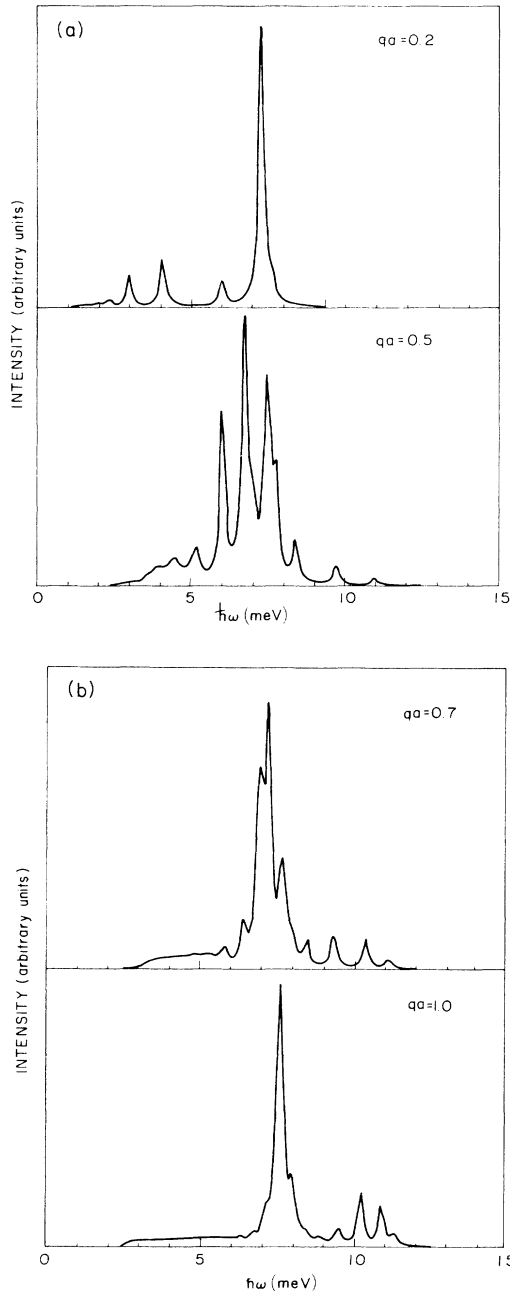 (a)
qa=0.2
qa=0.5
INTENSITY (arbitrary units)
0 5 10 15
ħω (meV)
(b)
qa=0.7
qa=1.0
INTENSITY (arbitrary units)
0 5 10 15
ħω (meV)